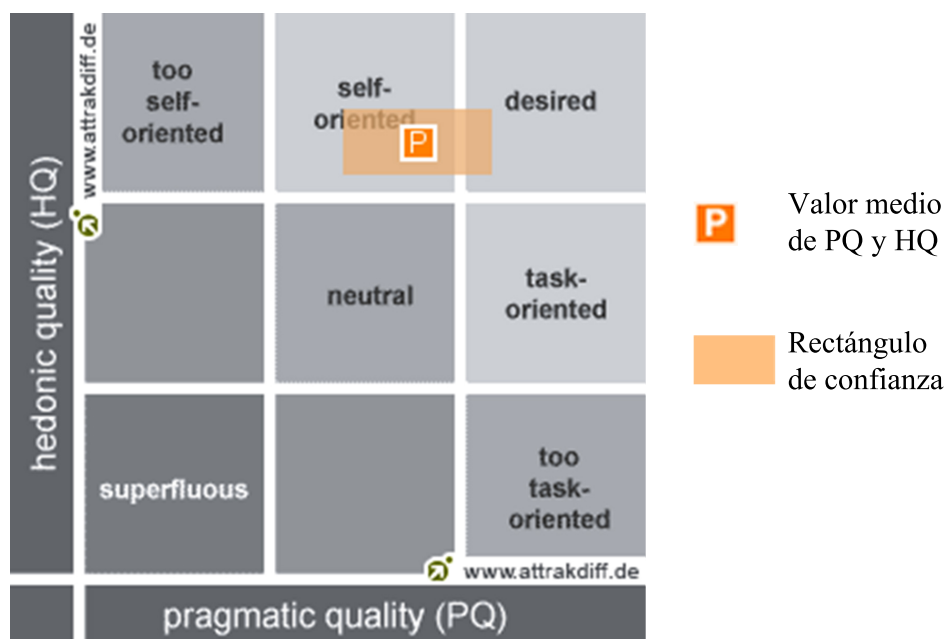 hedonic quality (HQ)
www.attrakdiff.de
too
self-
oriented
self-
oriented
desired
P
neutral
task-
oriented
superfluous
too
task-
oriented
www.attrakdiff.de
pragmatic quality (PQ)
P
Valor medio
de PQ y HQ
Rectángulo
de confianza